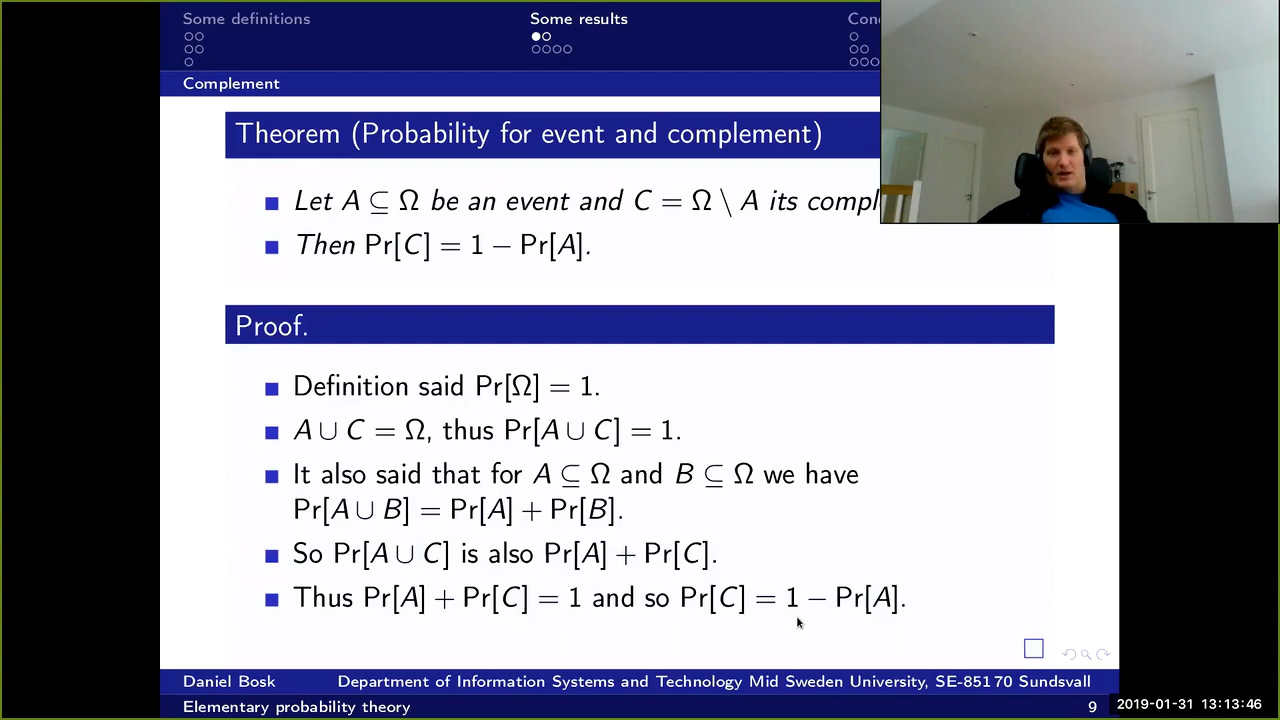 Some definitions
Some results
Complement
Theorem (Probability for event and complement)
Let A ⊆ Ω be an event and C = Ω \ A its
Then Pr[C] = 1 − Pr[A].
Proof.
Definition said Pr[Ω] = 1.
A ∪ C = Ω, thus Pr[A ∪ C] = 1.
It also said that for A ⊆ Ω and B ⊆ Ω we have
Pr[A ∪ B] = Pr[A] + Pr[B].
So Pr[A ∪ C] is also Pr[A] + Pr[C].
Thus Pr[A] + Pr[C] = 1 and so Pr[C] = 1 − Pr[A].
Daniel Bosk
Department of Information Systems and Technology Mid Sweden University, SE-851 70 Sundsvall
Elementary probability theory
9
2019-01-31 13:13:46